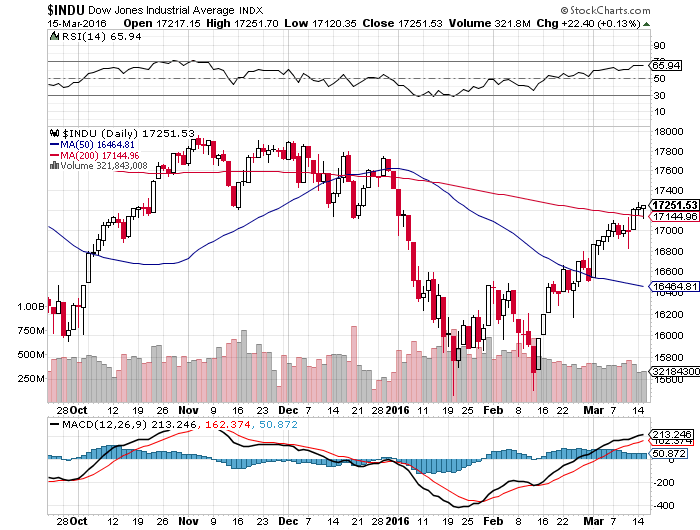 $INDU Dow Jones Industrial Average INDX © StockCharts.com
15-Mar-2016 Open 17217.15 High 17251.70 Low 17120.35 Close 17251.53 Volume 321.8M Chg +22.40 (+0.13%)
RSI(14) 65.94
90
70
65.94
50
30
10
$INDU (Daily) 17251.53
MA(50) 16464.81
MA(200) 17144.96
Volume 321,843,008
18000
17800
17600
17400
17251.53
17144.96
17000
16800
16600
16464.81
16400
16200
16000
15800
15600
1.00B
750M
500M
250M
321843008
28 Oct 12 19 26 Nov 9 16 23 Dec 7 14 21 28 2016 11 19 25 Feb 8 16 22 Mar 7 14
MACD(12,26,9) 213.246, 162.374, 50.872
213.246
162.374
50.872
0
-200
-400
28 Oct 12 19 26 Nov 9 16 23 Dec 7 14 21 28 2016 11 19 25 Feb 8 16 22 Mar 7 14